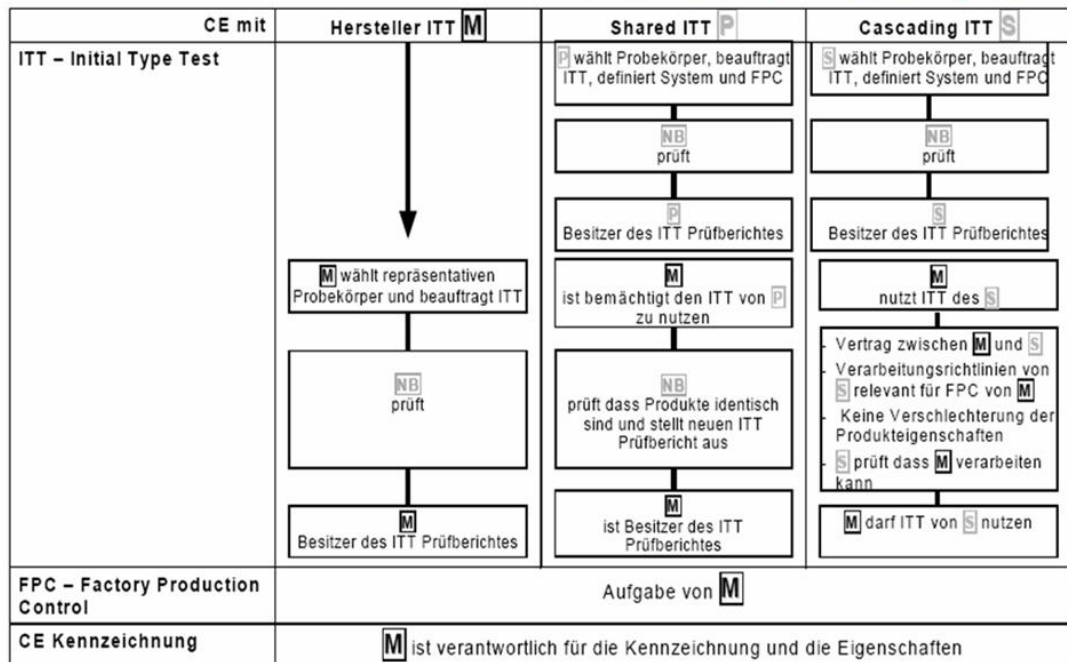 CE mit
Hersteller ITT M
Shared ITT P
Cascading ITT S
ITT – Initial Type Test
M wählt repräsentativen
Probekörper und beauftragt ITT
NB
prüft
M
Besitzer des ITT Prüfberichtes
P wählt Probekörper, beauftragt
ITT, definiert System und FPC
NB
prüft
P
Besitzer des ITT Prüfberichtes
M
ist bemächtigt den ITT von P
zu nutzen
NB
prüft dass Produkte identisch
sind und stellt neuen ITT
Prüfbericht aus
M
ist Besitzer des ITT
Prüfberichtes
S wählt Probekörper, beauftragt
ITT, definiert System und FPC
NB
prüft
S
Besitzer des ITT Prüfberichtes
M
nutzt ITT des S
- Vertrag zwischen M und S
- Verarbeitungsrichtlinien von
S relevant für FPC von M
- Keine Verschlechterung der
Produkteigenschaften
- S prüft dass M verarbeiten
kann
M darf ITT von S nutzen
FPC – Factory Production
Control
Aufgabe von M
CE Kennzeichnung
M ist verantwortlich für die Kennzeichnung und die Eigenschaften